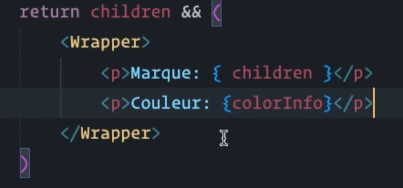 return children && (
<Wrapper>
<p>Marque: { children }</p>
<p>Couleur: {colorInfo}</p>
</Wrapper>
)